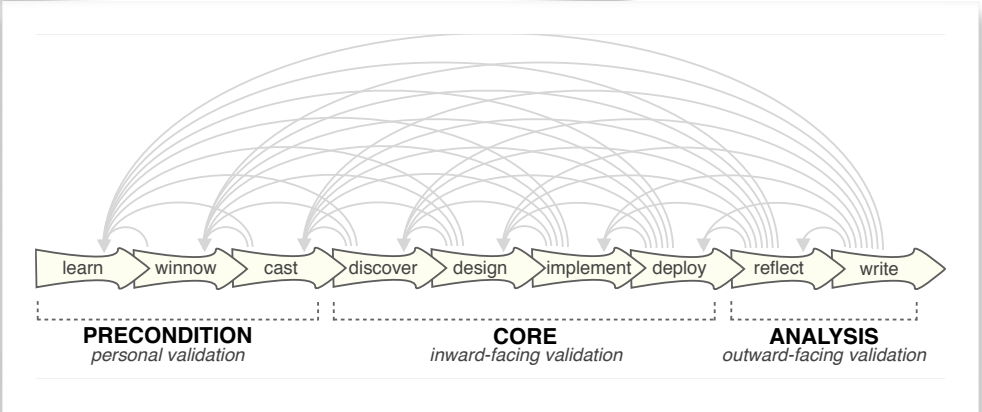 learn winnow cast discover design implement deploy reflect write
PRECONDITION CORE ANALYSIS
personal validation inward-facing validation outward-facing validation